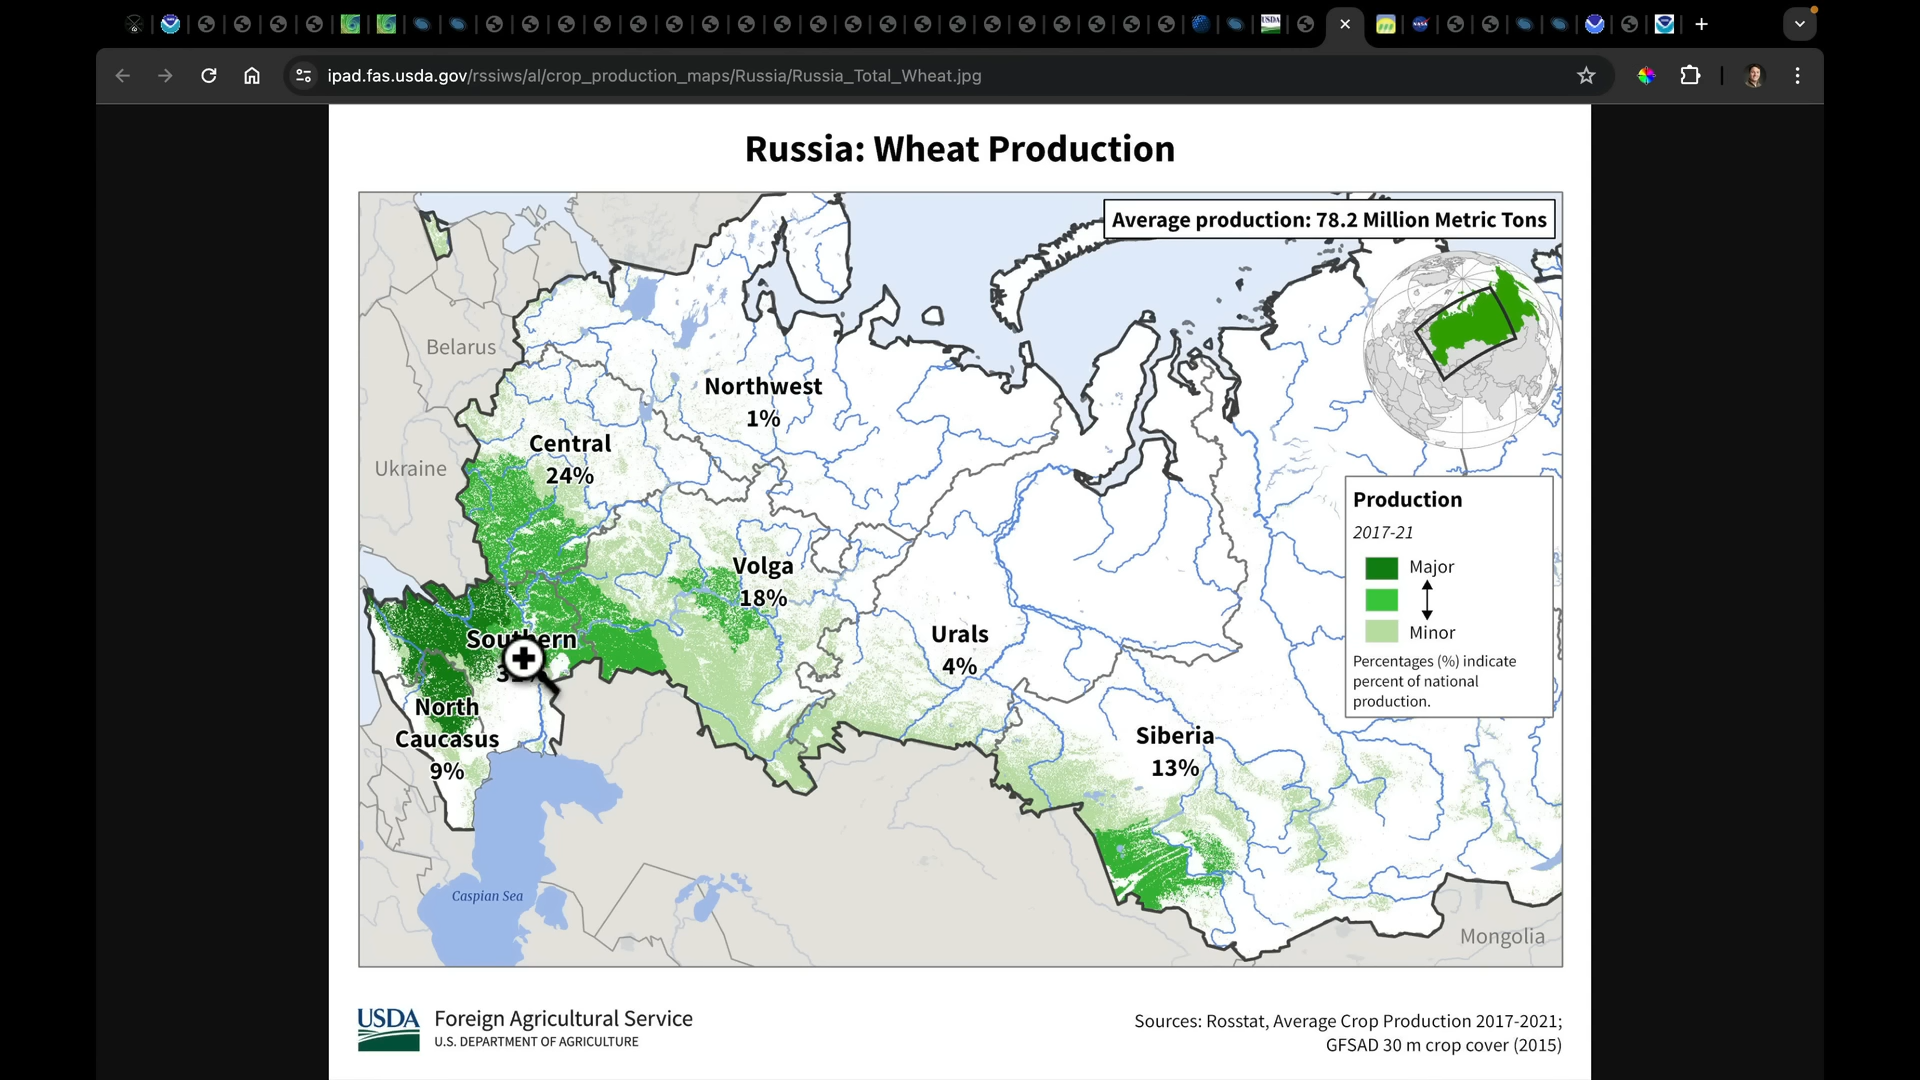 ipad.fas.usda.gov/rssiws/al/crop_production_maps/Russia/Russia_Total_Wheat.jpg
Russia: Wheat Production
Average production: 78.2 Million Metric Tons
Belarus
Northwest
1%
Central
24%
Ukraine
Volga
18%
Urals
4%
Southern
North
Caucasus
9%
Siberia
13%
Caspian Sea
Mongolia
Production
2017-21
Major
Minor
Percentages (%) indicate
percent of national
production.
USDA
Foreign Agricultural Service
U.S. DEPARTMENT OF AGRICULTURE
Sources: Rosstat, Average Crop Production 2017-2021;
GFSAD 30 m crop cover (2015)